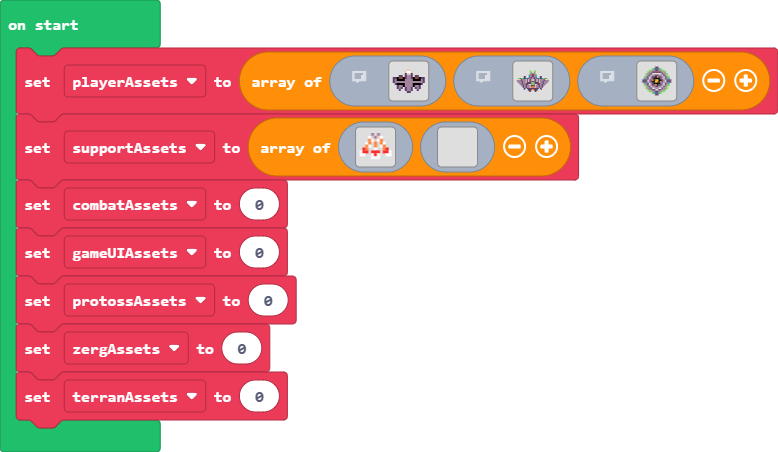 on start
set playerAssets to array of
set supportAssets to array of
set combatAssets to 0
set gameUIAssets to 0
set protossAssets to 0
set zergAssets to 0
set terranAssets to 0